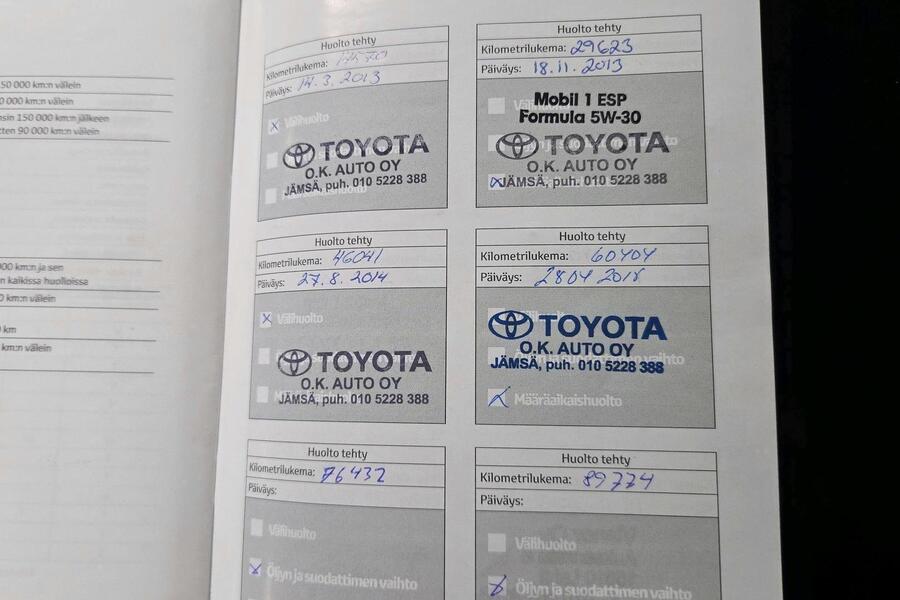 50 000 km:n välein
0 000 km:n välein
nsin 150 000 km:n jälkeen
ten 90 000 km:n välein
000 km:n ja sen
n kaikissa huolloissa
0 km:n välein
km
km:n välein
Huolto tehty
Kilometrilukema:
Päiväys: 14.3.2013
Välihuolto
TOYOTA
O.K. AUTO OY
JÄMSÄ, puh. 010 5228 388
Huolto tehty
Kilometrilukema: 29623
Päiväys: 18.11.2013
Mobil 1 ESP
Formula 5W-30
TOYOTA
O.K. AUTO OY
JÄMSÄ, puh. 010 5228 388
Huolto tehty
Kilometrilukema: 46041
Päiväys: 27.8.2014
Välihuolto
TOYOTA
O.K. AUTO OY
JÄMSÄ, puh. 010 5228 388
Huolto tehty
Kilometrilukema: 60404
Päiväys: 2804
TOYOTA
O.K. AUTO OY
JÄMSÄ, puh. 010 5228 388
Määräaikaishuolto
Huolto tehty
Kilometrilukema: 76432
Päiväys:
Välihuolto
Öljyn ja suodattimen vaihto
Huolto tehty
Kilometrilukema: 89774
Päiväys:
Välihuolto
Öljyn ja suodattimen vaihto